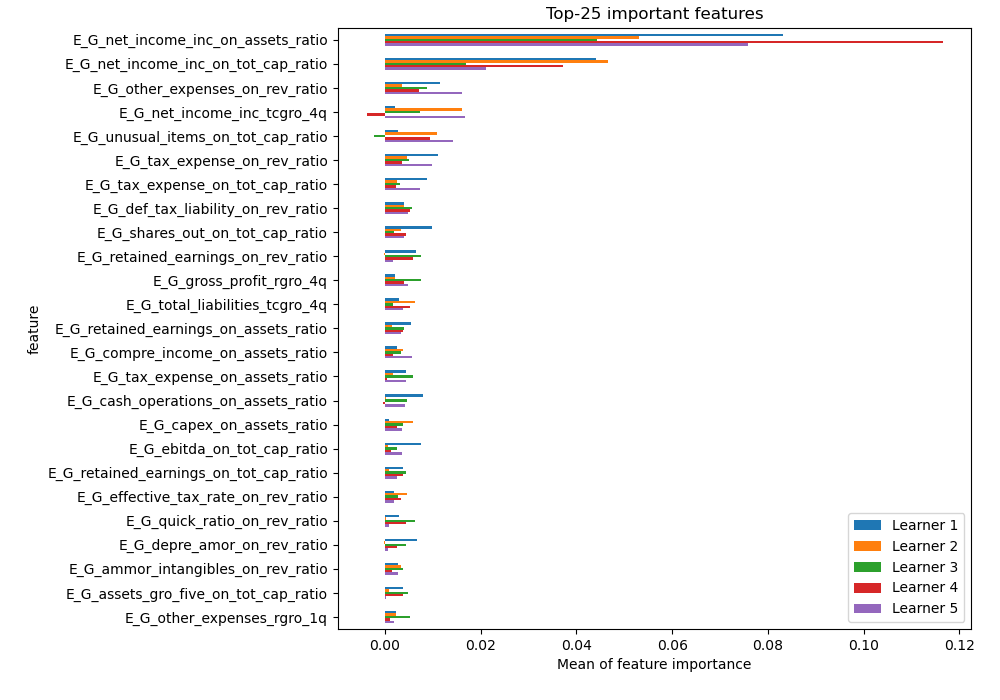 Top-25 important features
E_G_net_income_inc_on_assets_ratio
E_G_net_income_inc_on_tot_cap_ratio
E_G_other_expenses_on_rev_ratio
E_G_net_income_inc_tcgro_4q
E_G_unusual_items_on_tot_cap_ratio
E_G_tax_expense_on_rev_ratio
E_G_tax_expense_on_tot_cap_ratio
E_G_def_tax_liability_on_rev_ratio
E_G_shares_out_on_tot_cap_ratio
E_G_retained_earnings_on_rev_ratio
E_G_gross_profit_rgro_4q
E_G_total_liabilities_tcgro_4q
E_G_retained_earnings_on_assets_ratio
E_G_compre_income_on_assets_ratio
E_G_tax_expense_on_assets_ratio
E_G_cash_operations_on_assets_ratio
E_G_capex_on_assets_ratio
E_G_ebitda_on_tot_cap_ratio
E_G_retained_earnings_on_tot_cap_ratio
E_G_effective_tax_rate_on_rev_ratio
E_G_quick_ratio_on_rev_ratio
E_G_depre_amor_on_rev_ratio
E_G_ammor_intangibles_on_rev_ratio
E_G_assets_gro_five_on_tot_cap_ratio
E_G_other_expenses_rgro_1q
feature
Learner 1
Learner 2
Learner 3
Learner 4
Learner 5
0.00 0.02 0.04 0.06 0.08 0.10 0.12
Mean of feature importance